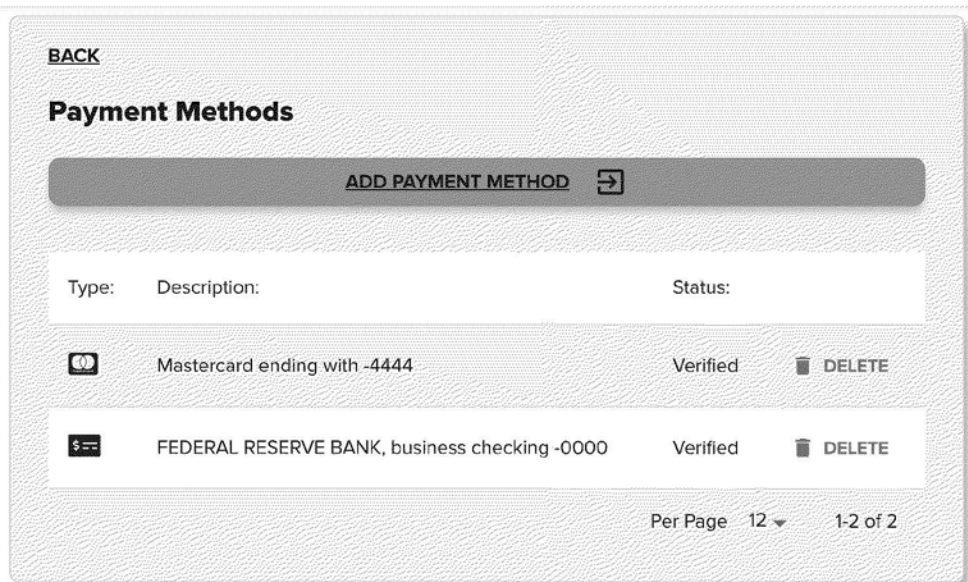 BACK
Payment Methods
ADD PAYMENT METHOD
Type: Description: Status:
Mastercard ending with -4444 Verified DELETE
FEDERAL RESERVE BANK, business checking -0000 Verified DELETE
Per Page 12 1-2 of 2